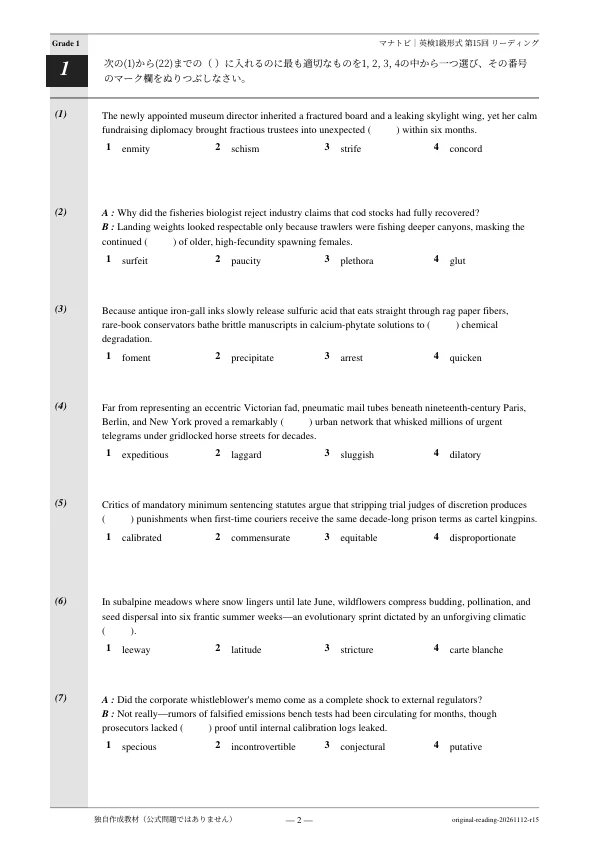 Grade 1
マナトビ｜英検1級形式 第15回 リーディング
1
次の(1)から(22)までの（ ）に入れるのに最も適切なものを1, 2, 3, 4の中から一つ選び、その番号
のマーク欄をぬりつぶしなさい。
(1)
The newly appointed museum director inherited a fractured board and a leaking skylight wing, yet her calm
fundraising diplomacy brought fractious trustees into unexpected ( ) within six months.
1 enmity 2 schism 3 strife 4 concord
(2)
A : Why did the fisheries biologist reject industry claims that cod stocks had fully recovered?
B : Landing weights looked respectable only because trawlers were fishing deeper canyons, masking the
continued ( ) of older, high-fecundity spawning females.
1 surfeit 2 paucity 3 plethora 4 glut
(3)
Because antique iron-gall inks slowly release sulfuric acid that eats straight through rag paper fibers,
rare-book conservators bathe brittle manuscripts in calcium-phytate solutions to ( ) chemical
degradation.
1 foment 2 precipitate 3 arrest 4 quicken
(4)
Far from representing an eccentric Victorian fad, pneumatic mail tubes beneath nineteenth-century Paris,
Berlin, and New York proved a remarkably ( ) urban network that whisked millions of urgent
telegrams under gridlocked horse streets for decades.
1 expeditious 2 laggard 3 sluggish 4 dilatory
(5)
Critics of mandatory minimum sentencing statutes argue that stripping trial judges of discretion produces
( ) punishments when first-time couriers receive the same decade-long prison terms as cartel kingpins.
1 calibrated 2 commensurate 3 equitable 4 disproportionate
(6)
In subalpine meadows where snow lingers until late June, wildflowers compress budding, pollination, and
seed dispersal into six frantic summer weeks—an evolutionary sprint dictated by an unforgiving climatic
( ).
1 leeway 2 latitude 3 stricture 4 carte blanche
(7)
A : Did the corporate whistleblower's memo come as a complete shock to external regulators?
B : Not really—rumors of falsified emissions bench tests had been circulating for months, though
prosecutors lacked ( ) proof until internal calibration logs leaked.
1 specious 2 incontrovertible 3 conjectural 4 putative
独自作成教材（公式問題ではありません）
— 2 —
original-reading-20261112-r15